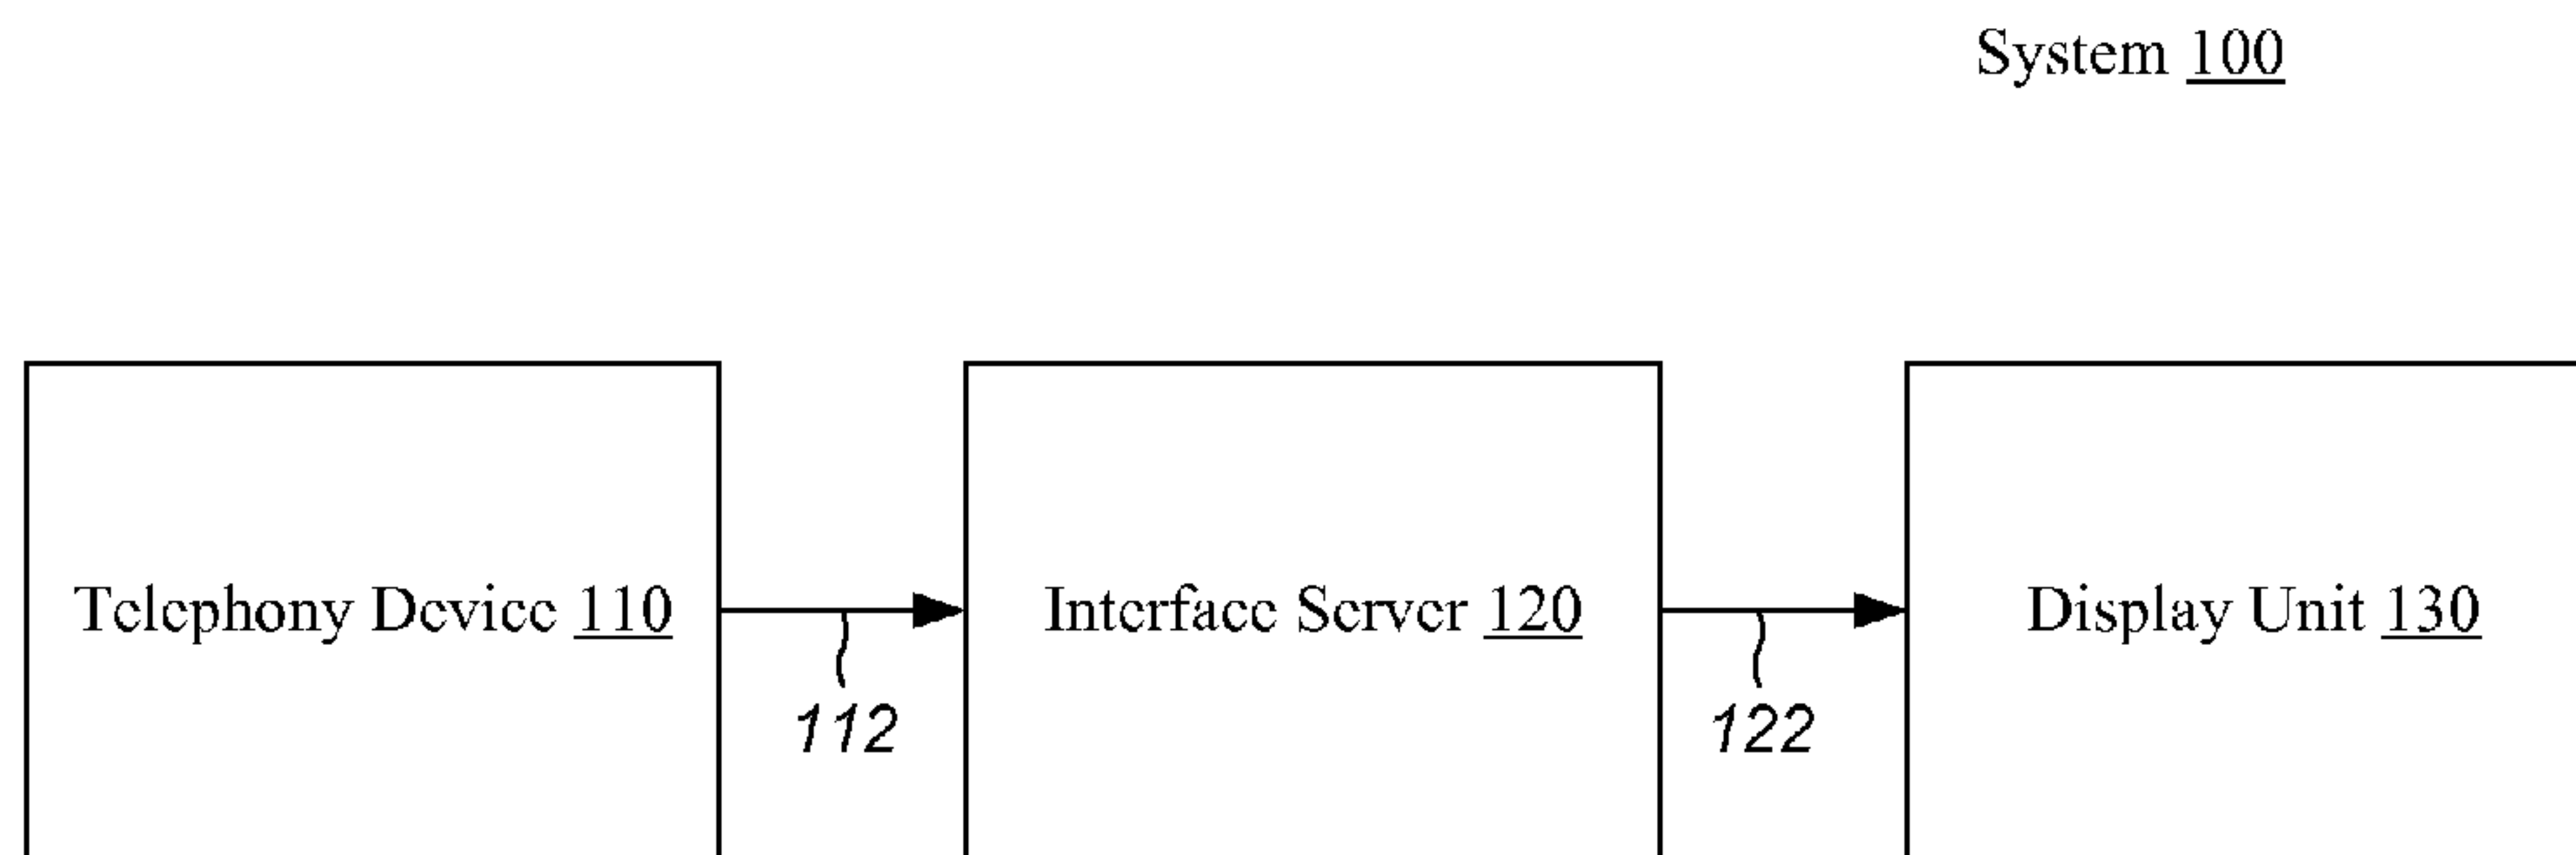 System 100
Telephony Device 110
Interface Server 120
Display Unit 130
112
122